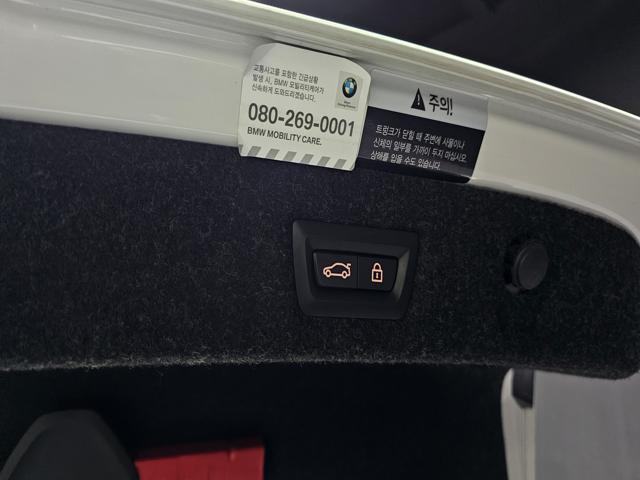 교통사고를 포함한 긴급상황
발생 시, BMW 모빌리티케어가
신속하게 도와드리겠습니다.
080-269-0001
BMW MOBILITY CARE.
주의!
트렁크가 닫힐 때 주변에 사물이나
신체의 일부를 가까이 두지 마십시오.
상해를 입을 수도 있습니다.